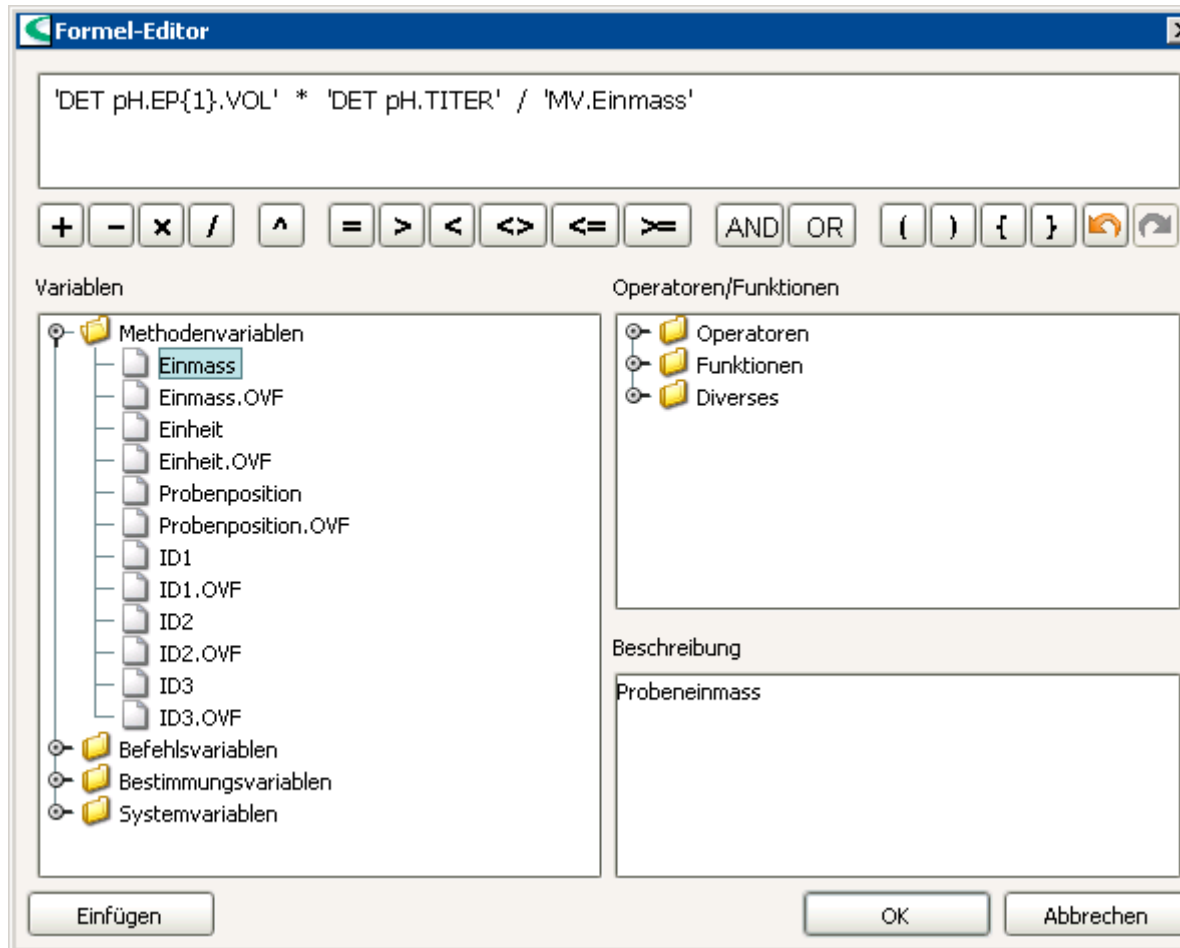 Formel-Editor
'DET pH.EP{1}.VOL' * 'DET pH.TITER' / 'MV.Einmass'
+ − × / ^ = > < <> <= >= AND OR ( ) { }
Variablen
Methodenvariablen
Einmass
Einmass.OVF
Einheit
Einheit.OVF
Probenposition
Probenposition.OVF
ID1
ID1.OVF
ID2
ID2.OVF
ID3
ID3.OVF
Befehlsvariablen
Bestimmungsvariablen
Systemvariablen
Operatoren/Funktionen
Operatoren
Funktionen
Diverses
Beschreibung
Probeneinmass
Einfügen
OK
Abbrechen